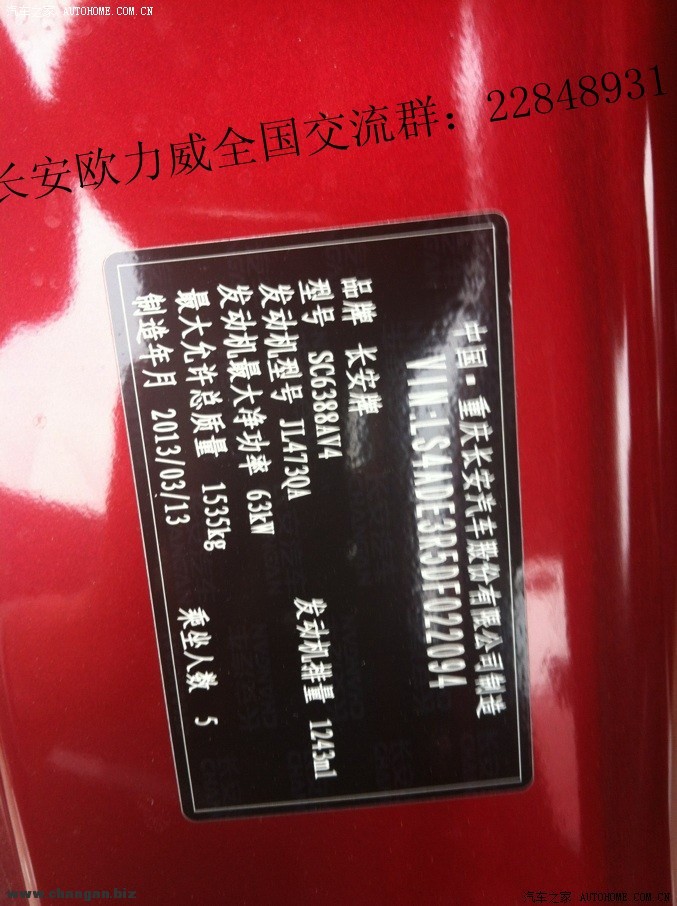 汽车之家 AUTOHOME.COM.CN
长安欧力威全国交流群：22848931
中国·重庆长安汽车股份有限公司制造
VIN:LS4ADE3R5DF022094
品牌 长安牌
型号 SC6388AV4
发动机型号 JL473QA 发动机排量 1243ml
发动机最大净功率 63kW
最大允许总质量 1535kg 乘坐人数 5
制造年月 2013/03/13
www.changan.biz
汽车之家 AUTOHOME.COM.CN